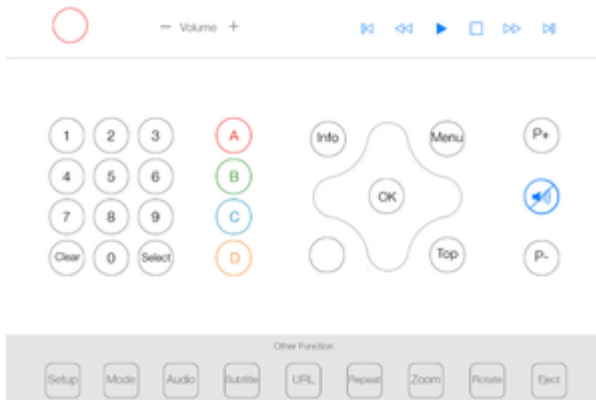 − Volume +
1 2 3 A Info Menu P+
4 5 6 B OK
7 8 9 C
Clear 0 Select D Top P-
Other Function
Setup Mode Audio Subtitle URL Repeat Zoom Rotate Eject